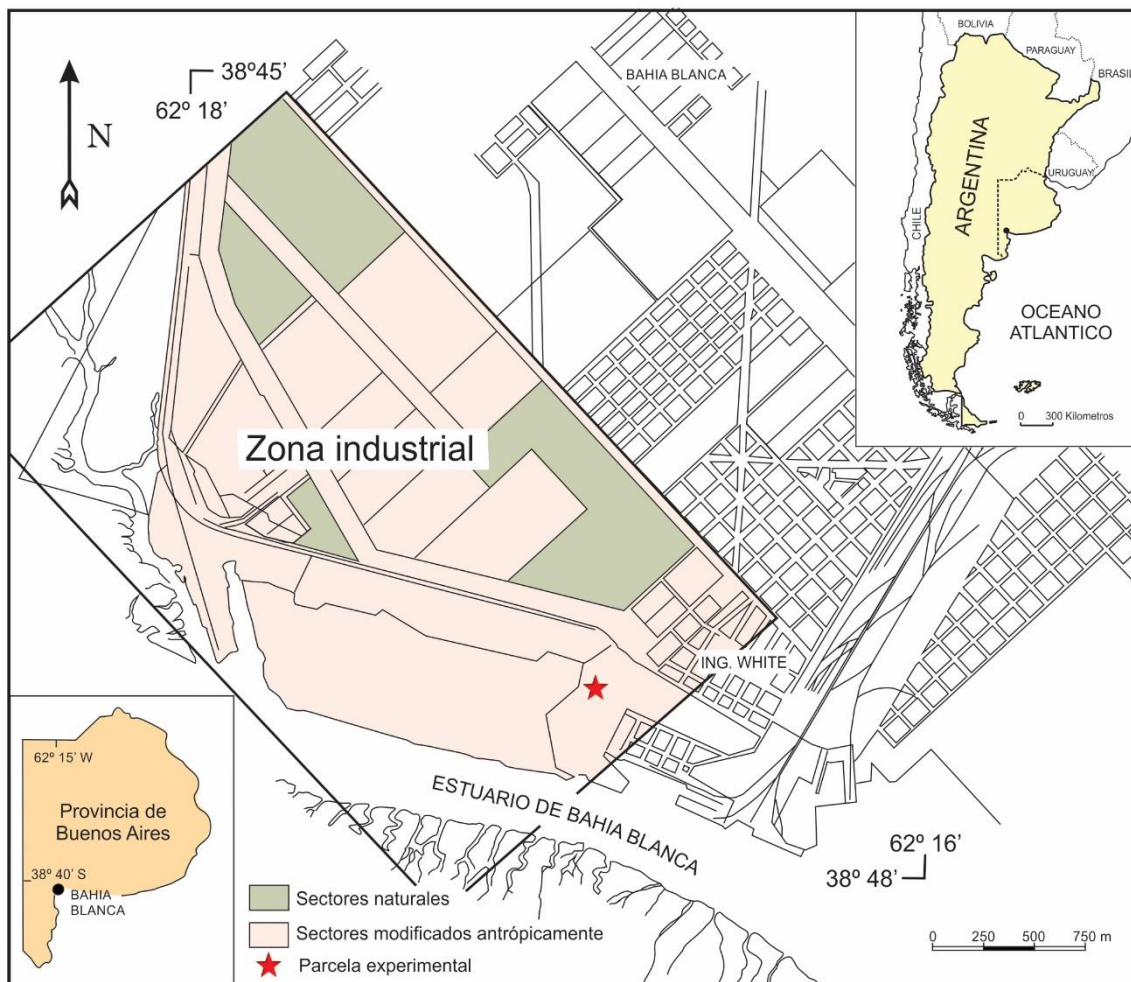 38º45'
62º 18'
N
BAHIA BLANCA
BOLIVIA
PARAGUAY
BRASIL
URUGUAY
CHILE
ARGENTINA
OCEANO
ATLANTICO
0 300 Kilometros
Zona industrial
ING. WHITE
ESTUARIO DE BAHIA BLANCA
62º 16'
38º 48'
62º 15' W
Provincia de
Buenos Aires
38º 40' S
BAHIA
BLANCA
Sectores naturales
Sectores modificados antrópicamente
Parcela experimental
0 250 500 750 m